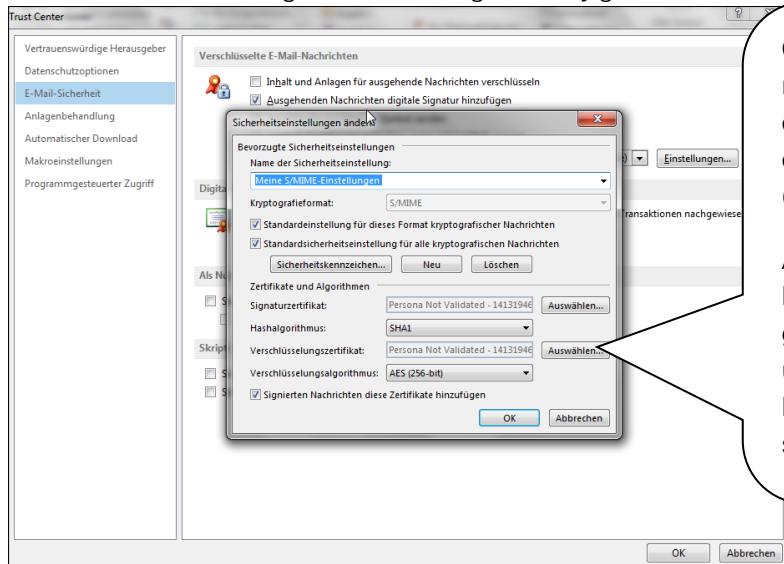 Trust Center
Vertrauenswürdige Herausgeber
Datenschutzoptionen
E-Mail-Sicherheit
Anlagenbehandlung
Automatischer Download
Makroeinstellungen
Programmgesteuerter Zugriff
Verschlüsselte E-Mail-Nachrichten
Inhalt und Anlagen für ausgehende Nachrichten verschlüsseln
Ausgehenden Nachrichten digitale Signatur hinzufügen
Einstellungen...
Digita
ransaktionen nachgewiese
Als Nu
Skript
Sicherheitseinstellungen ändern
Bevorzugte Sicherheitseinstellungen
Name der Sicherheitseinstellung:
Meine S/MIME-Einstellungen
Kryptografieformat: S/MIME
Standardeinstellung für dieses Format kryptografischer Nachrichten
Standardsicherheitseinstellung für alle kryptografischen Nachrichten
Sicherheitskennzeichen... Neu Löschen
Zertifikate und Algorithmen
Signaturzertifikat: Persona Not Validated - 14131946 Auswählen...
Hashalgorithmus: SHA1
Verschlüsselungszertifikat: Persona Not Validated - 14131946 Auswählen...
Verschlüsselungsalgorithmus: AES (256-bit)
Signierten Nachrichten diese Zertifikate hinzufügen
OK Abbrechen
OK Abbrechen